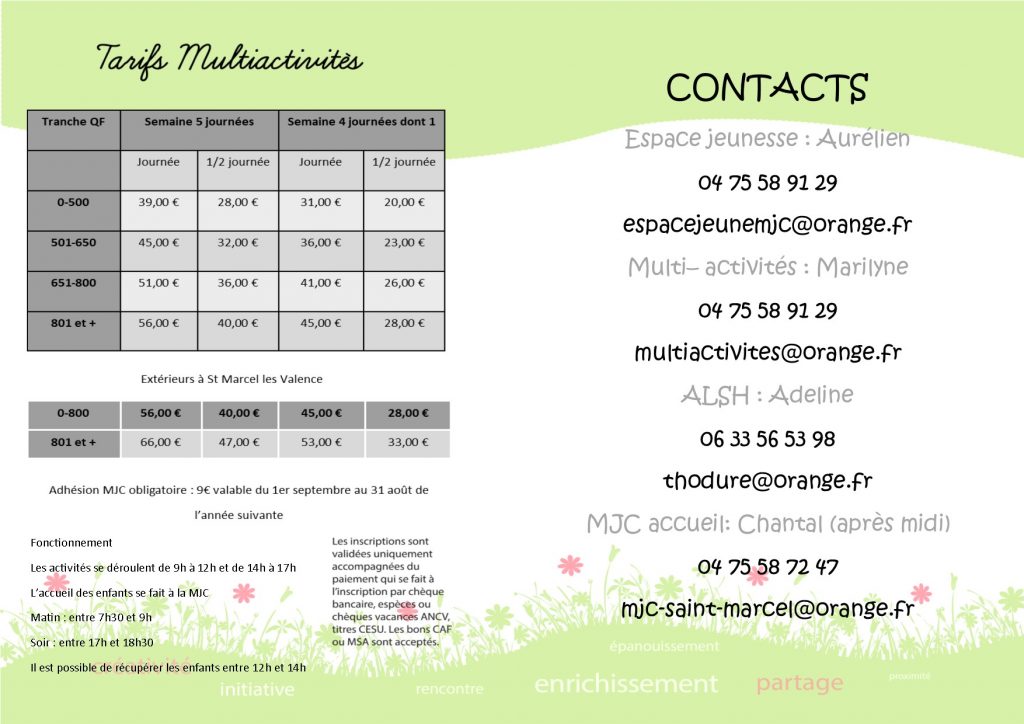 Tarifs Multiactivitès
Tranche QF Semaine 5 journées Semaine 4 journées dont 1
Journée 1/2 journée Journée 1/2 journée
0-500 39,00 € 28,00 € 31,00 € 20,00 €
501-650 45,00 € 32,00 € 36,00 € 23,00 €
651-800 51,00 € 36,00 € 41,00 € 26,00 €
801 et + 56,00 € 40,00 € 45,00 € 28,00 €
Extérieurs à St Marcel les Valence
0-800 56,00 € 40,00 € 45,00 € 28,00 €
801 et + 66,00 € 47,00 € 53,00 € 33,00 €
Adhésion MJC obligatoire : 9€ valable du 1er septembre au 31 août de
l'année suivante
Fonctionnement
Les activités se déroulent de 9h à 12h et de 14h à 17h
L'accueil des enfants se fait à la MJC
Matin : entre 7h30 et 9h
Soir : entre 17h et 18h30
Il est possible de récupérer les enfants entre 12h et 14h
Les inscriptions sont
validées uniquement
accompagnées du
paiement qui se fait à
l'inscription par chèque
bancaire, espèces ou
chèques vacances ANCV,
titres CESU. Les bons CAF
ou MSA sont acceptés.
CONTACTS
Espace jeunesse : Aurélien
04 75 58 91 29
espacejeunemjc@orange.fr
Multi– activités : Marilyne
04 75 58 91 29
multiactivites@orange.fr
ALSH : Adeline
06 33 56 53 98
thodure@orange.fr
MJC accueil: Chantal (après midi)
04 75 58 72 47
mjc-saint-marcel@orange.fr
créativité
initiative
rencontre
épanouissement
enrichissement
partage
proximité